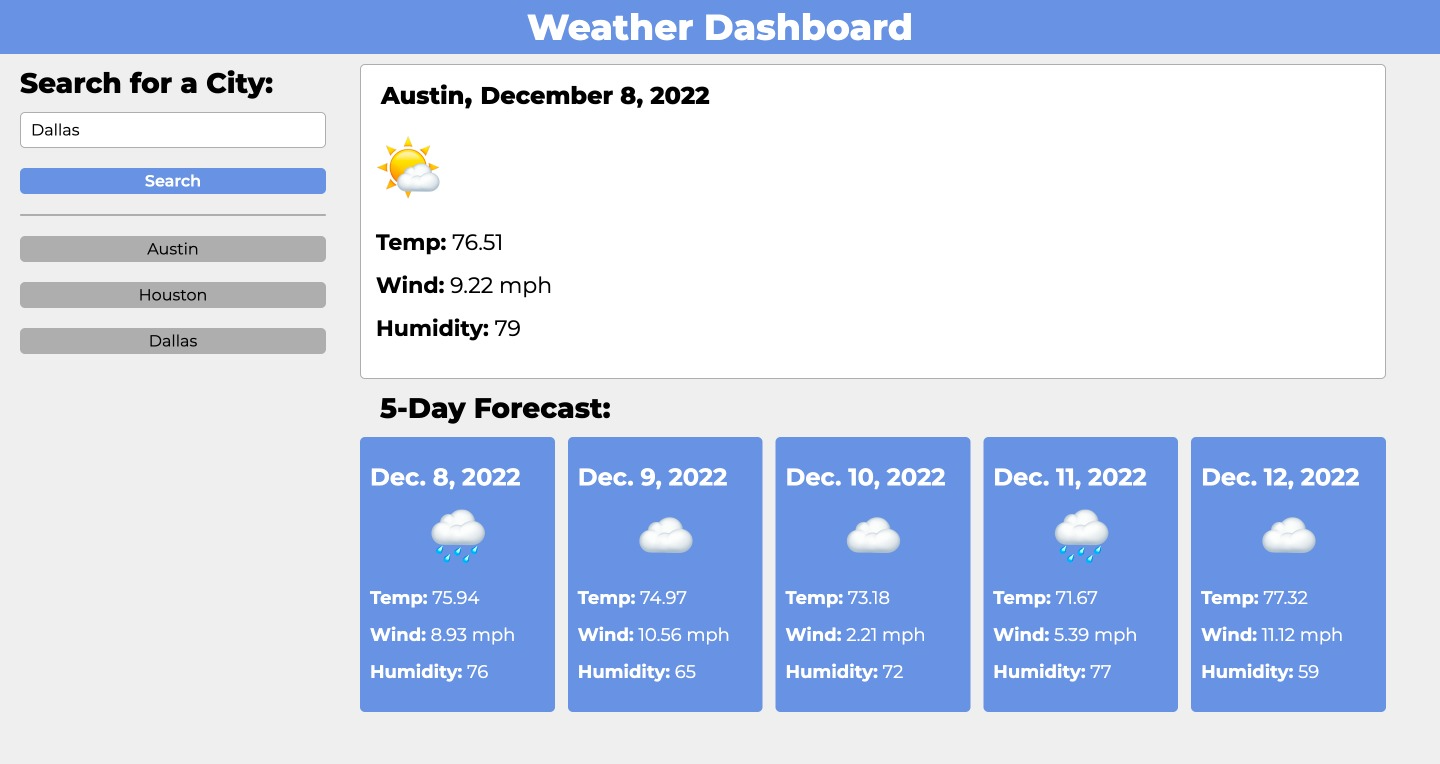 Weather Dashboard
Search for a City:
Dallas
Search
Austin
Houston
Dallas
Austin, December 8, 2022
Temp: 76.51
Wind: 9.22 mph
Humidity: 79
5-Day Forecast:
Dec. 8, 2022
Temp: 75.94
Wind: 8.93 mph
Humidity: 76
Dec. 9, 2022
Temp: 74.97
Wind: 10.56 mph
Humidity: 65
Dec. 10, 2022
Temp: 73.18
Wind: 2.21 mph
Humidity: 72
Dec. 11, 2022
Temp: 71.67
Wind: 5.39 mph
Humidity: 77
Dec. 12, 2022
Temp: 77.32
Wind: 11.12 mph
Humidity: 59